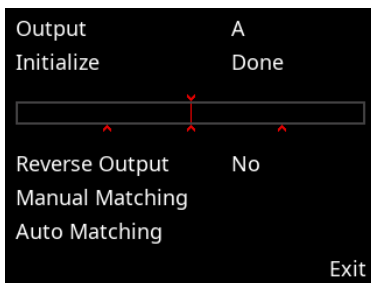 Output A
Initialize Done
Reverse Output No
Manual Matching
Auto Matching
Exit